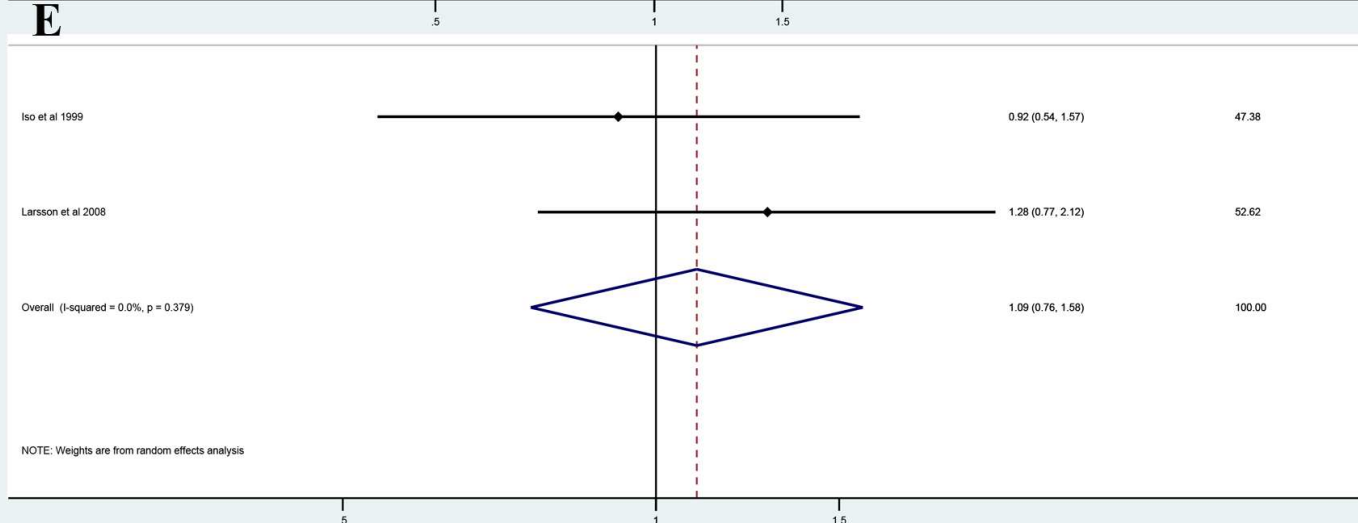 .5 1 1.5
E
Iso et al 1999 0.92 (0.54, 1.57) 47.38
Larsson et al 2008 1.28 (0.77, 2.12) 52.62
Overall (I-squared = 0.0%, p = 0.379) 1.09 (0.76, 1.58) 100.00
NOTE: Weights are from random effects analysis
.5 1 1.5